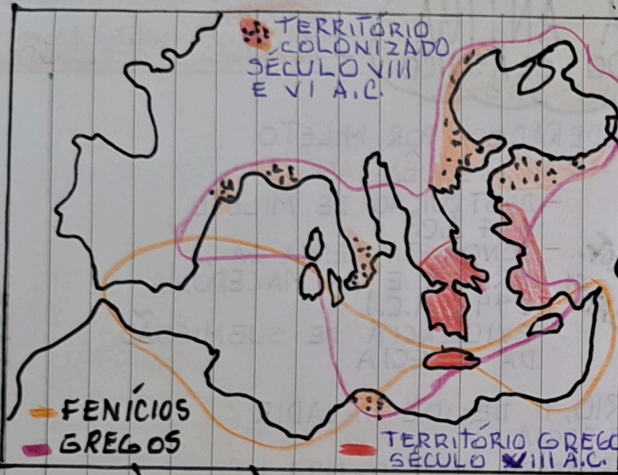 TERRITÓRIO
COLONIZADO
SÉCULO VIII
E VI A.C.
FENÍCIOS
GREGOS
TERRITÓRIO GREGO
SÉCULO VIII A.C.